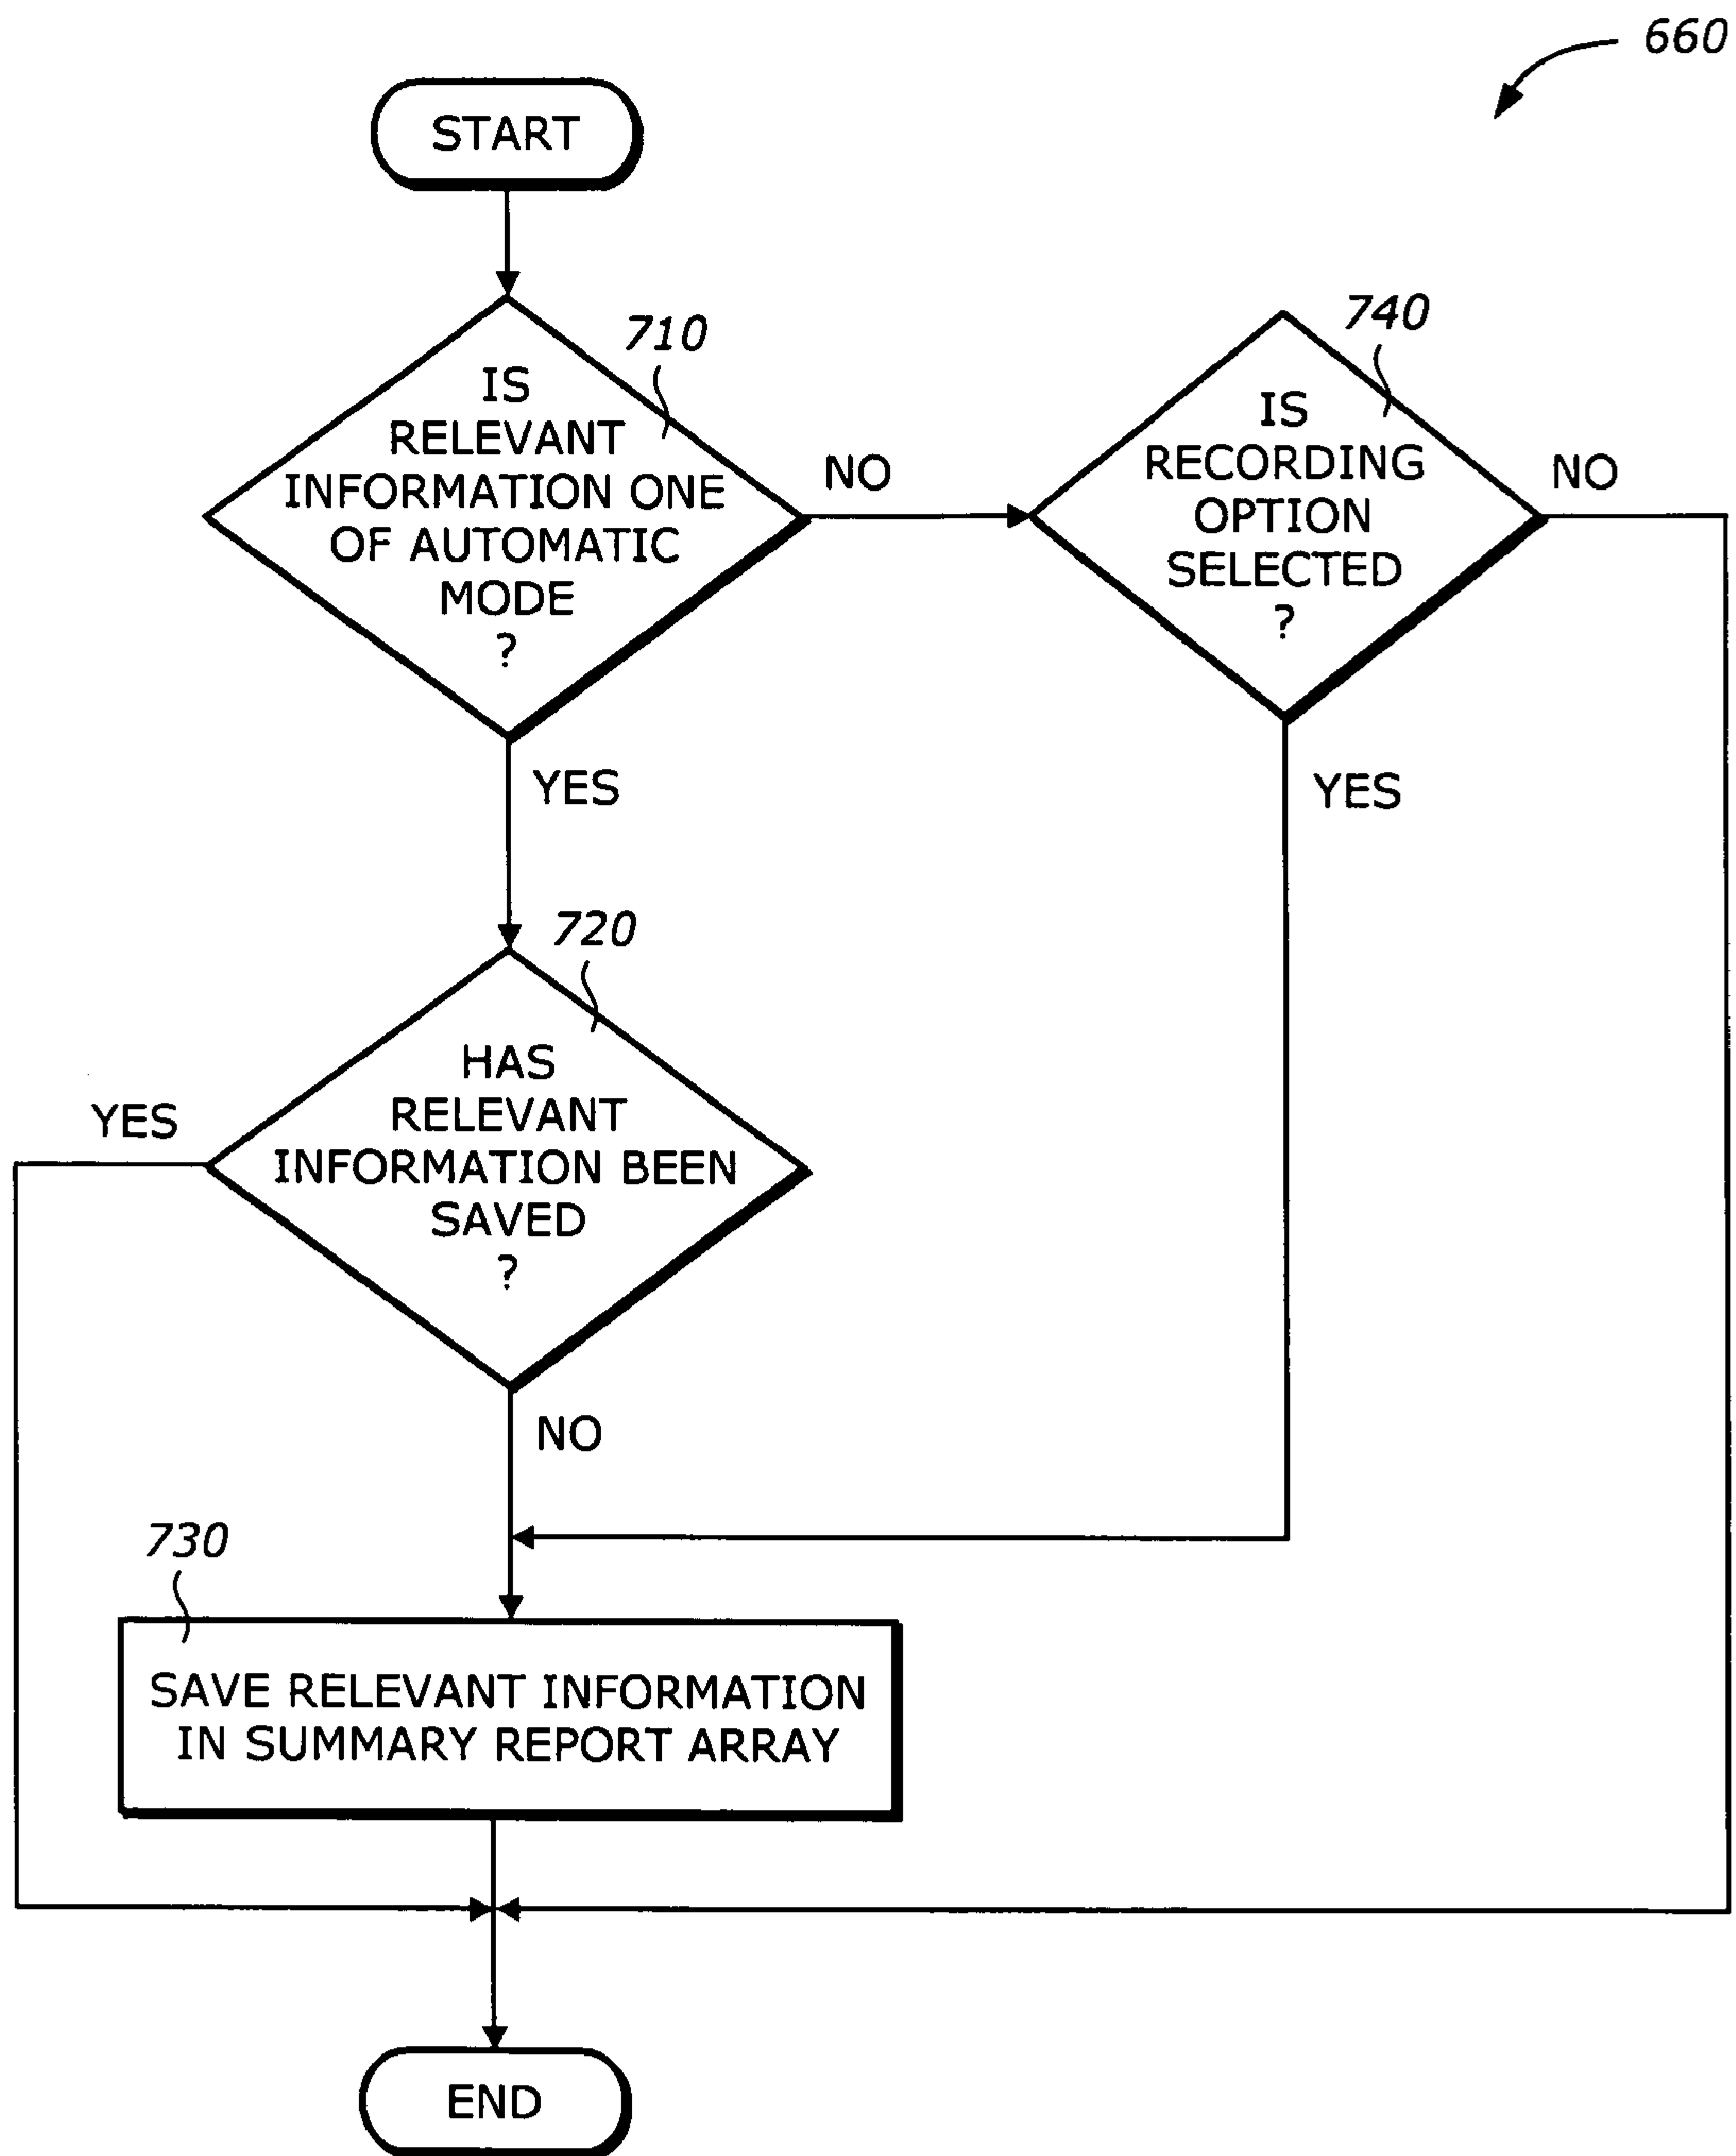 660
START
710
IS
RELEVANT
INFORMATION ONE
OF AUTOMATIC
MODE
?
NO
YES
740
IS
RECORDING
OPTION
SELECTED
?
NO
YES
720
HAS
RELEVANT
INFORMATION BEEN
SAVED
?
YES
NO
730
SAVE RELEVANT INFORMATION
IN SUMMARY REPORT ARRAY
END